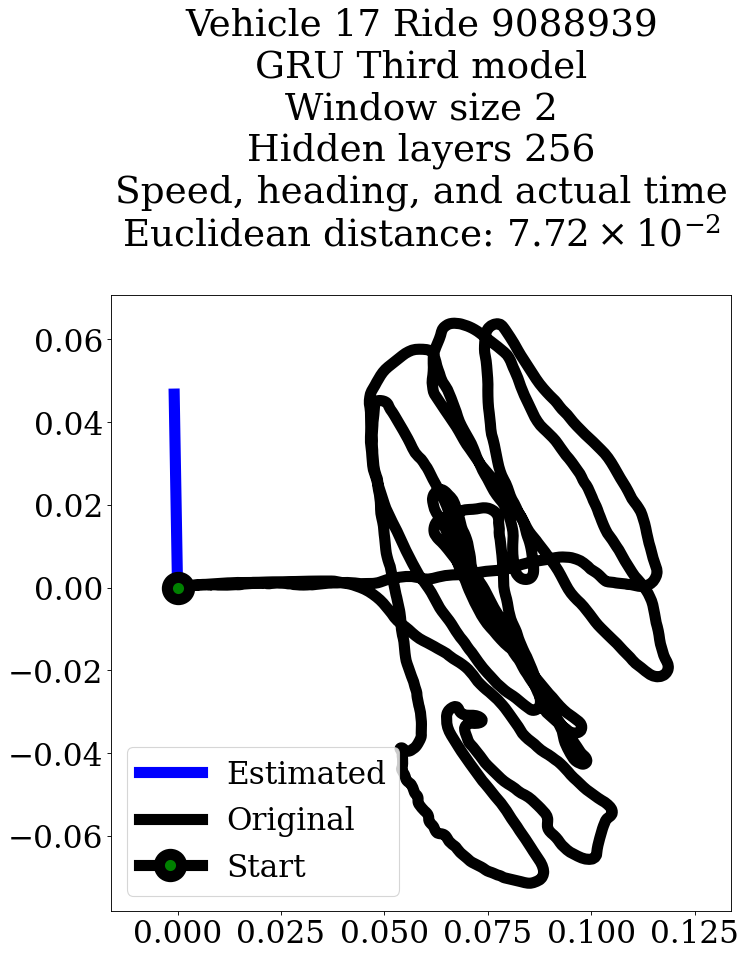 Vehicle 17 Ride 9088939
GRU Third model
Window size 2
Hidden layers 256
Speed, heading, and actual time
Euclidean distance: 7.72 × 10⁻²
0.06
0.04
0.02
0.00
−0.02
−0.04
−0.06
Estimated
Original
Start
0.000 0.025 0.050 0.075 0.100 0.125